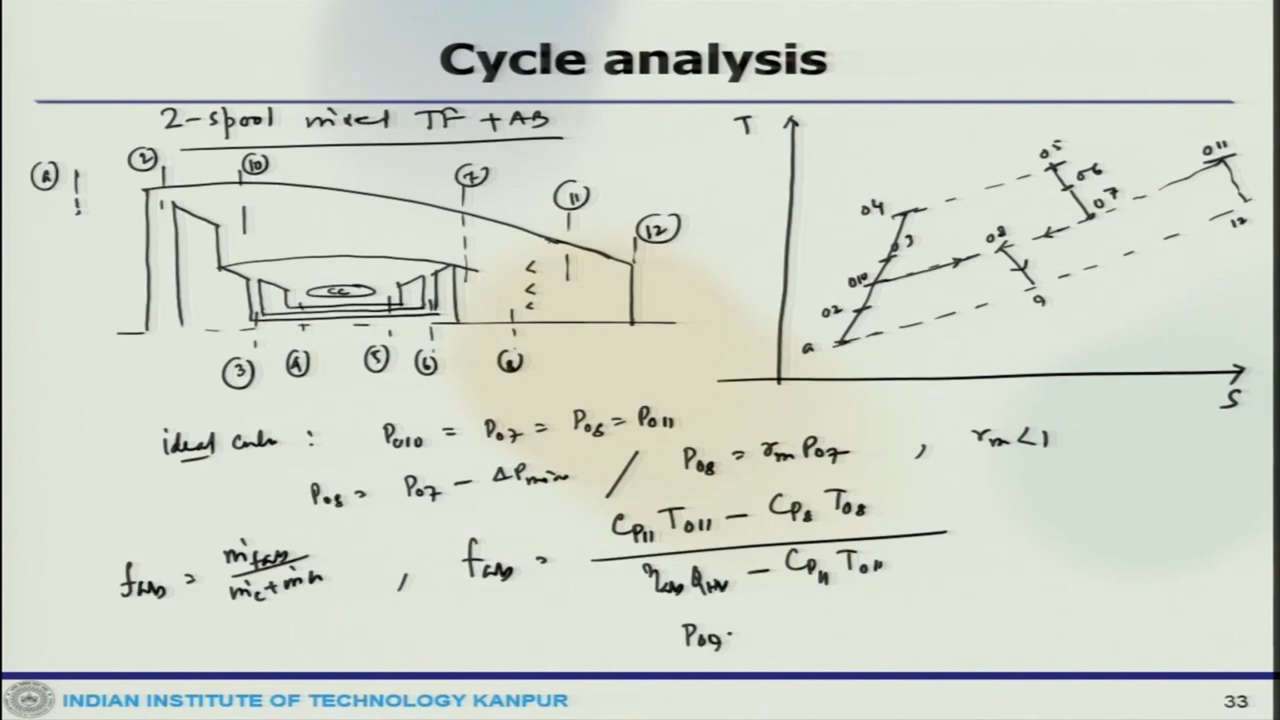 Cycle analysis
2-spool mixed TF + AB
a 2 10 7 11 12
cc
3 4 5 6 8
T
a 02 010 03 04 05 06 07 08 9 011 12
S
ideal cycle : P010 = P07 = P08 = P011
P08 = P07 - ΔPmix / P08 = rm P07 , rm < 1
fab = ṁfab / ṁc + ṁh , fab = CP11 T011 - CP8 T08 / ηab QHV - CP11 T011
P09
INDIAN INSTITUTE OF TECHNOLOGY KANPUR
33